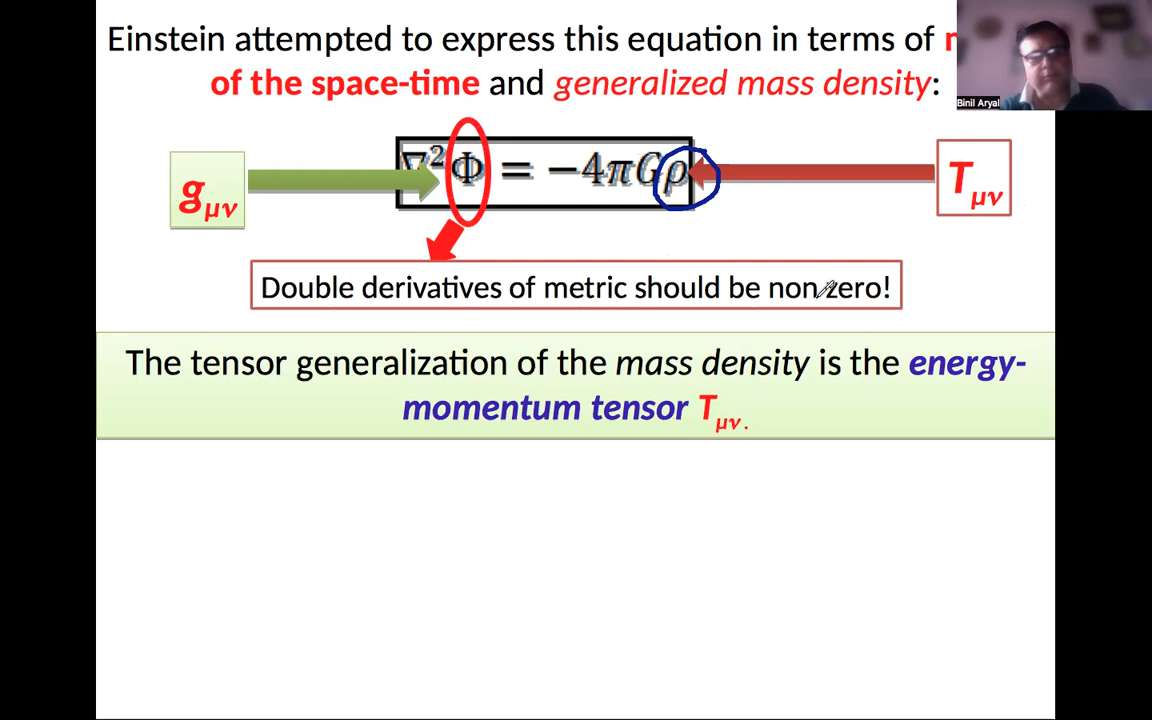 Einstein attempted to express this equation in terms of
of the space-time and generalized mass density:
Binil Aryal
∇²Φ = −4πGρ
gμν
Tμν
Double derivatives of metric should be non zero!
The tensor generalization of the mass density is the energy-
momentum tensor Tμν.